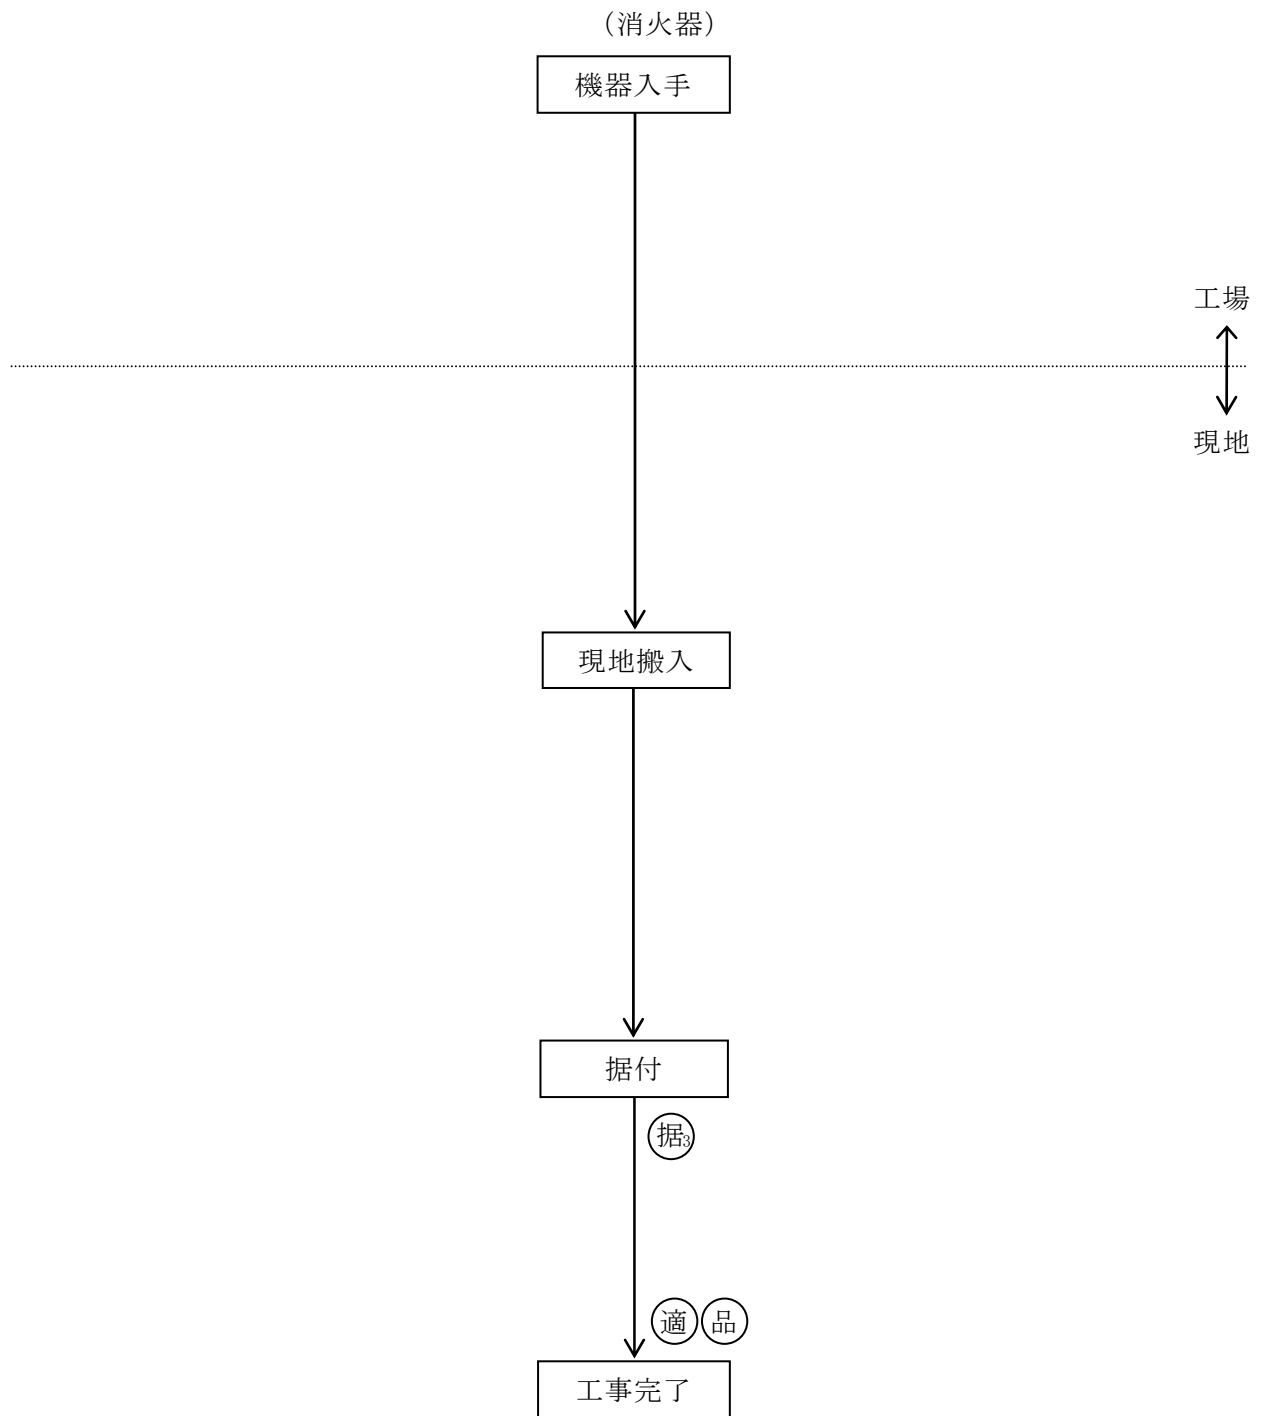 （消火器）
機器入手
工場
現地
現地搬入
据付
据3
適 品
工事完了